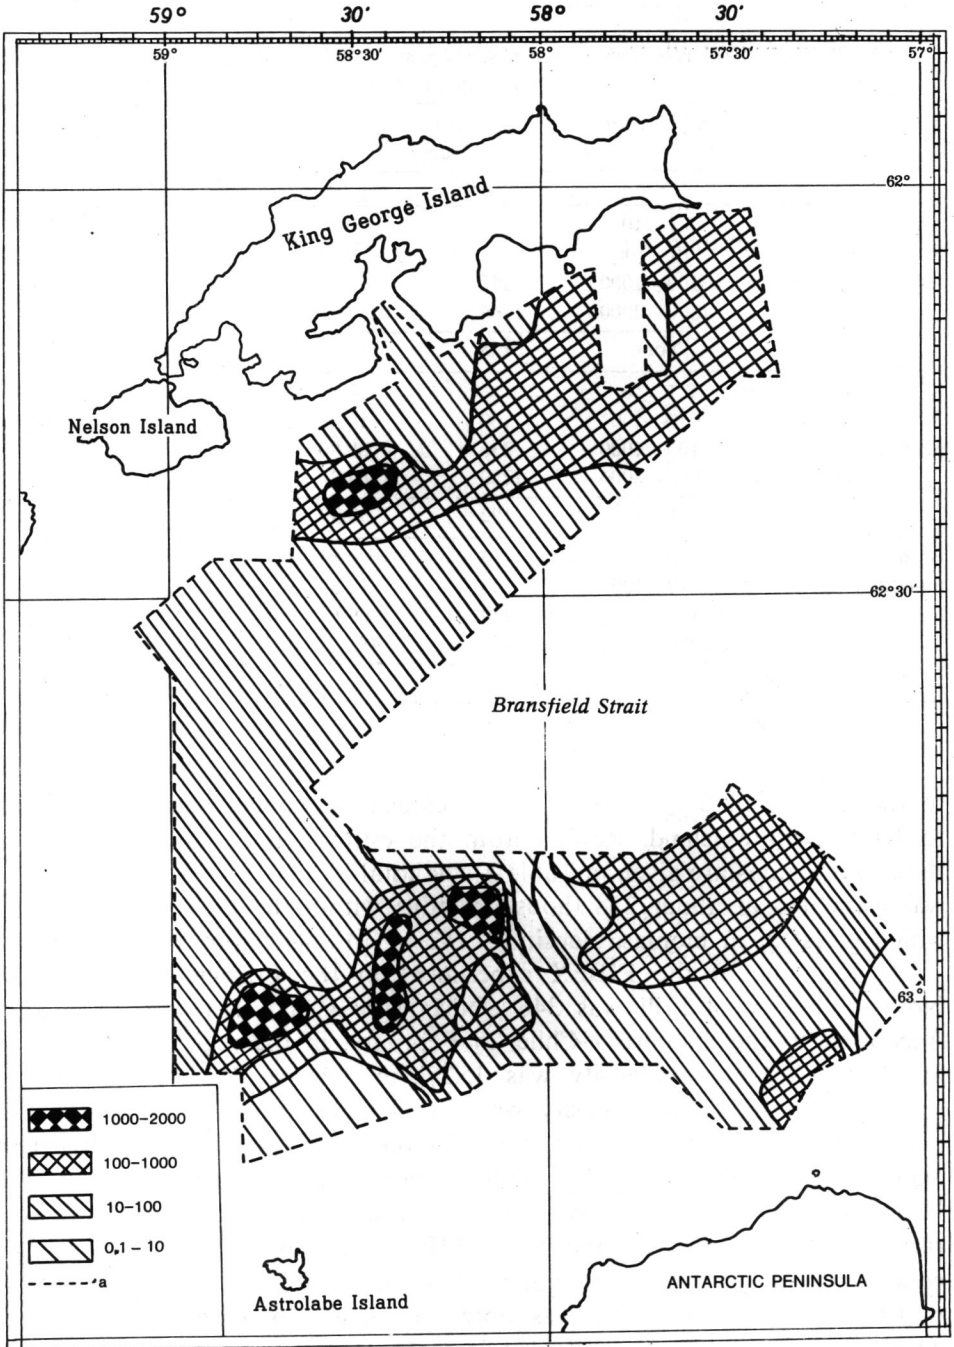 59° 30' 58° 30'
59° 58°30' 58 57°30' 57°
62°
King George Island
Nelson Island
62°30'
Bransfield Strait
63°
1000-2000
100-1000
10-100
0,1 - 10
a
Astrolabe Island
ANTARCTIC PENINSULA